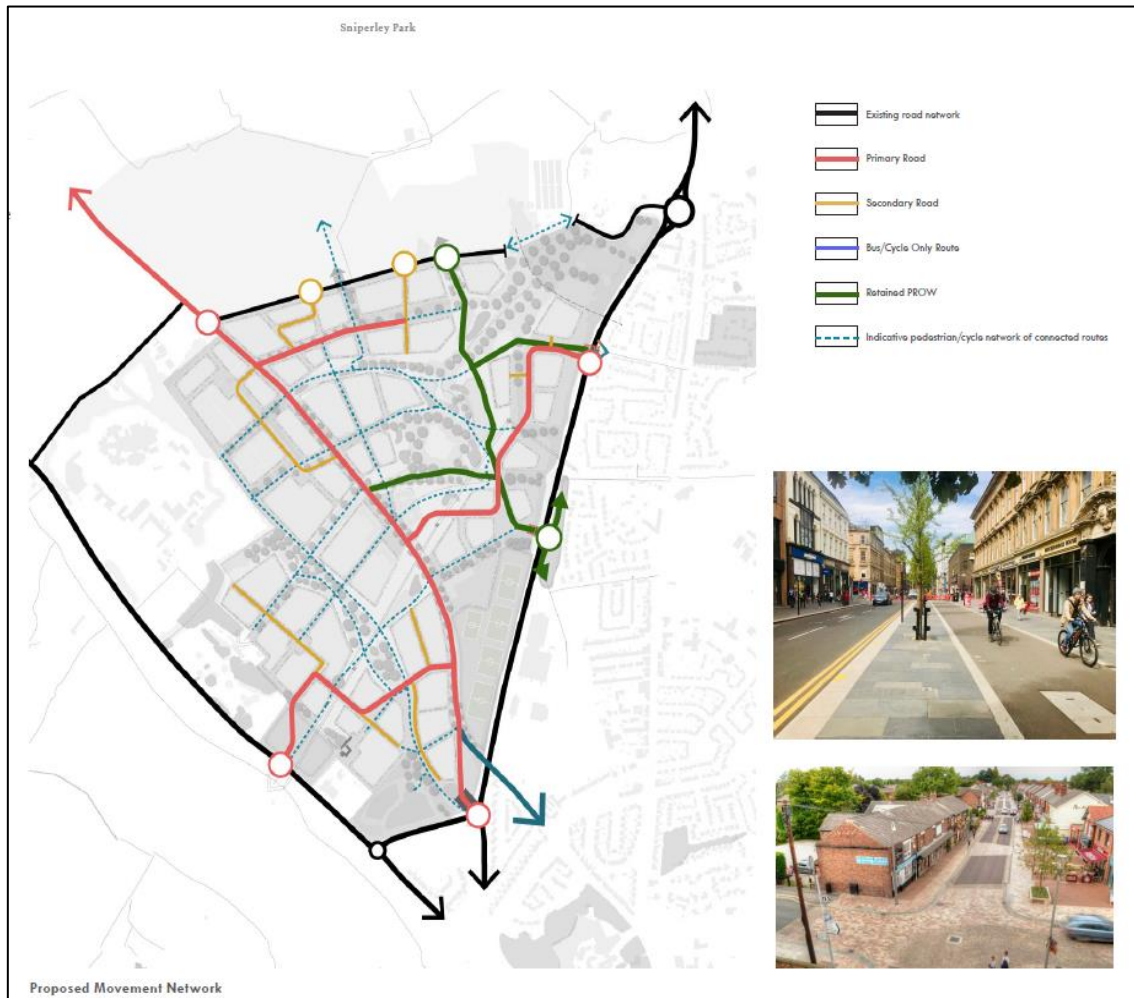 Sniperley Park
Existing road network
Primary Road
Secondary Road
Bus/Cycle Only Route
Retained PROW
Indicative pedestrian/cycle network of connected routes
Proposed Movement Network